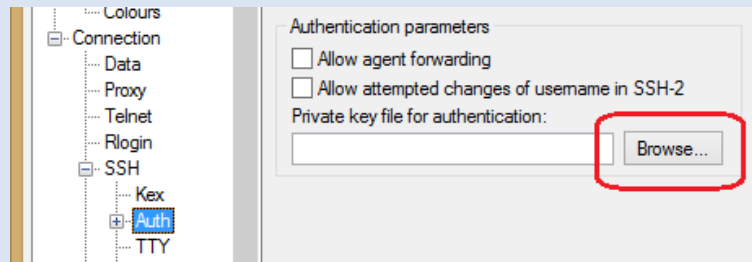 Colours
Connection
Data
Proxy
Telnet
Rlogin
SSH
Kex
Auth
TTY
Authentication parameters
Allow agent forwarding
Allow attempted changes of username in SSH-2
Private key file for authentication:
Browse...